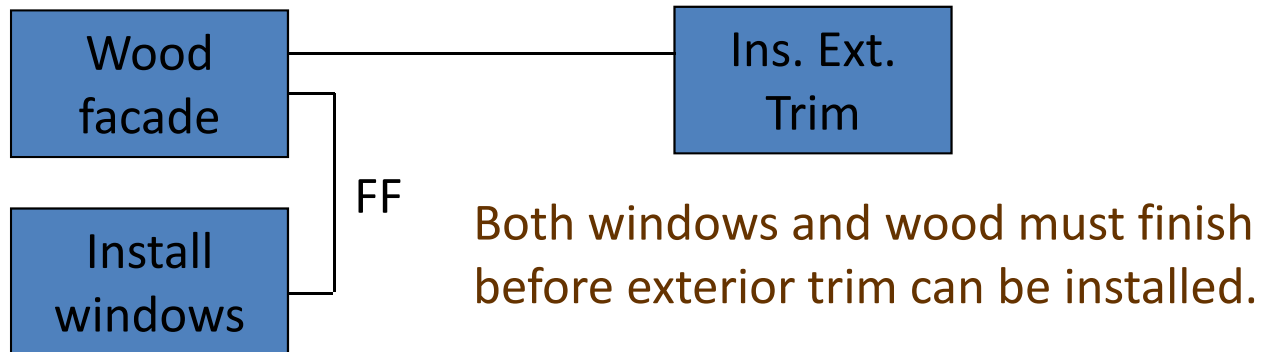 Wood
facade
Ins. Ext.
Trim
FF
Install
windows
Both windows and wood must finish
before exterior trim can be installed.